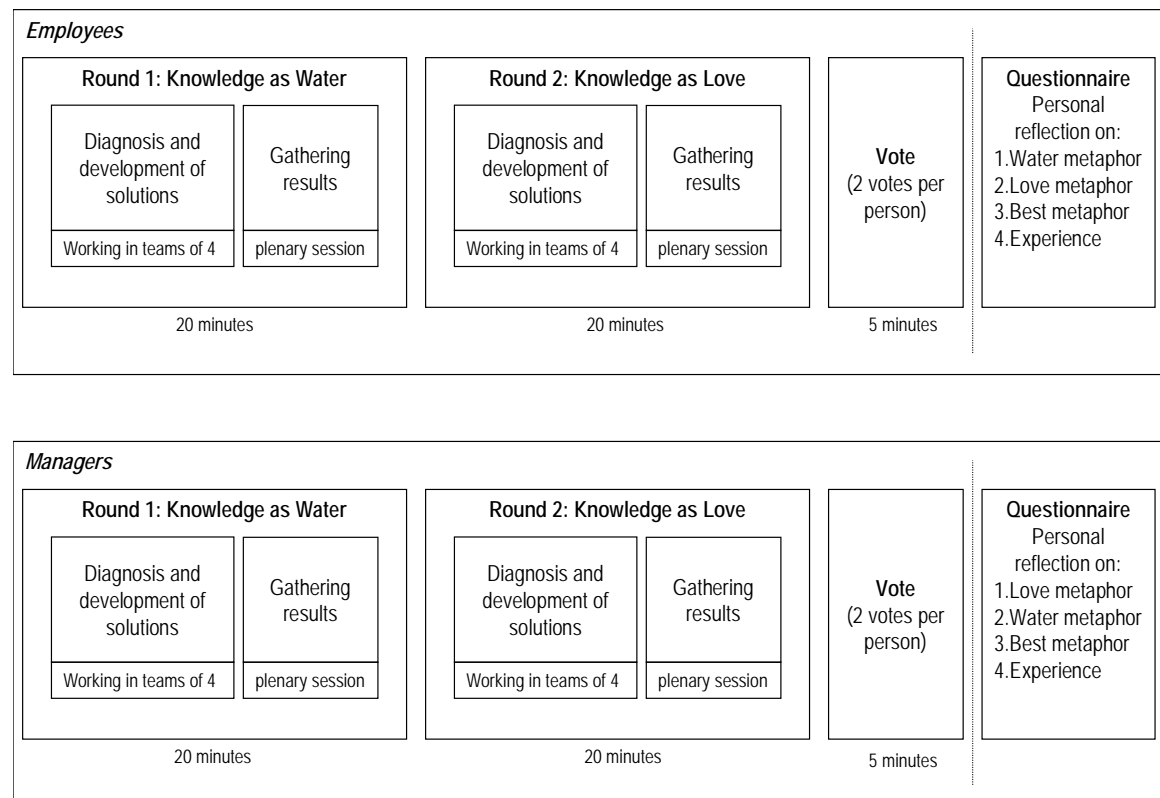 Employees
Round 1: Knowledge as Water
Diagnosis and
development of
solutions
Working in teams of 4
Gathering
results
plenary session
20 minutes
Round 2: Knowledge as Love
Diagnosis and
development of
solutions
Working in teams of 4
Gathering
results
plenary session
20 minutes
Vote
(2 votes per
person)
5 minutes
Questionnaire
Personal
reflection on:
1.Water metaphor
2.Love metaphor
3.Best metaphor
4.Experience
Managers
Round 1: Knowledge as Water
Diagnosis and
development of
solutions
Working in teams of 4
Gathering
results
plenary session
20 minutes
Round 2: Knowledge as Love
Diagnosis and
development of
solutions
Working in teams of 4
Gathering
results
plenary session
20 minutes
Vote
(2 votes per
person)
5 minutes
Questionnaire
Personal
reflection on:
1.Love metaphor
2.Water metaphor
3.Best metaphor
4.Experience